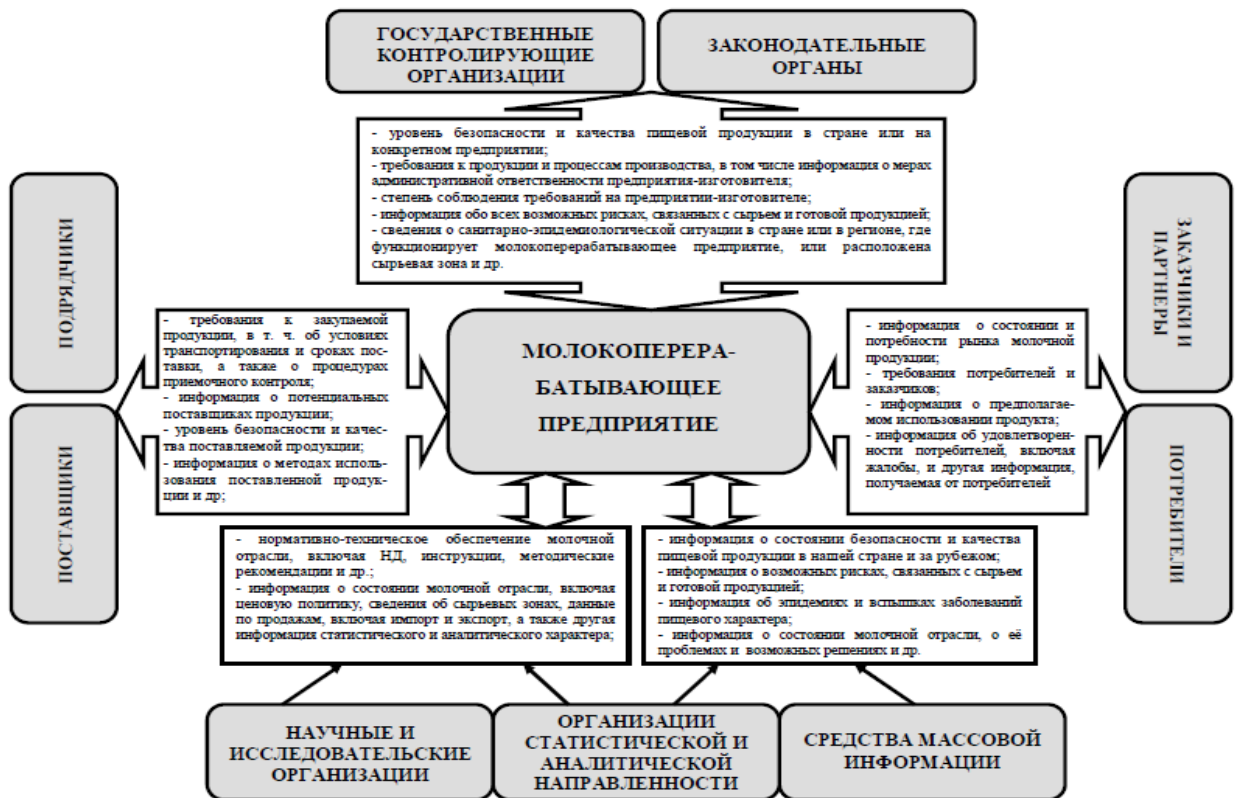 ГОСУДАРСТВЕННЫЕ
КОНТРОЛИРУЮЩИЕ
ОРГАНИЗАЦИИ
ЗАКОНОДАТЕЛЬНЫЕ
ОРГАНЫ
- уровень безопасности и качества пищевой продукции в стране или на
конкретном предприятии;
- требования к продукции и процессам производства, в том числе информация о мерах
административной ответственности предприятия-изготовителя;
- степень соблюдения требований на предприятии-изготовителе;
- информация обо всех возможных рисках, связанных с сырьем и готовой продукцией;
- сведения о санитарно-эпидемиологической ситуации в стране или в регионе, где
функционирует молокоперерабатывающее предприятие, или расположена
сырьевая зона и др.
ПОДРЯДЧИКИ
ПОСТАВЩИКИ
- требования к закупаемой
продукции, в т. ч. об условиях
транспортирования и сроках пос-
тавки, а также о процедурах
приемочного контроля;
- информация о потенциальных
поставщиках продукции;
- уровень безопасности и качес-
тва поставляемой продукции;
- информация о методах исполь-
зования поставленной продук-
ции и др;
МОЛОКОПЕРЕРА-
БАТЫВАЮЩЕЕ
ПРЕДПРИЯТИЕ
- информация о состоянии и
потребности рынка молочной
продукции;
- требования потребителей и
заказчиков;
- информация о предполагае-
мом использовании продукта;
- информация об удовлетворен-
ности потребителей, включая
жалобы, и другая информация,
получаемая от потребителей
ЗАКАЗЧИКИ И
ПАРТНЕРЫ
ПОТРЕБИТЕЛИ
- нормативно-техническое обеспечение молочной
отрасли, включая НД, инструкции, методические
рекомендации и др.;
- информация о состоянии молочной отрасли, включая
ценовую политику, сведения об сырьевых зонах, данные
по продажам, включая импорт и экспорт, а также другая
информация статистического и аналитического характера;
- информация о состоянии безопасности и качества
пищевой продукции в нашей стране и за рубежом;
- информация о возможных рисках, связанных с сырьем
и готовой продукцией;
- информация об эпидемиях и вспышках заболеваний
пищевого характера;
- информация о состоянии молочной отрасли, о её
проблемах и возможных решениях и др.
НАУЧНЫЕ И
ИССЛЕДОВАТЕЛЬСКИЕ
ОРГАНИЗАЦИИ
ОРГАНИЗАЦИИ
СТАТИСТИЧЕСКОЙ И
АНАЛИТИЧЕСКОЙ
НАПРАВЛЕННОСТИ
СРЕДСТВА МАССОВОЙ
ИНФОРМАЦИИ